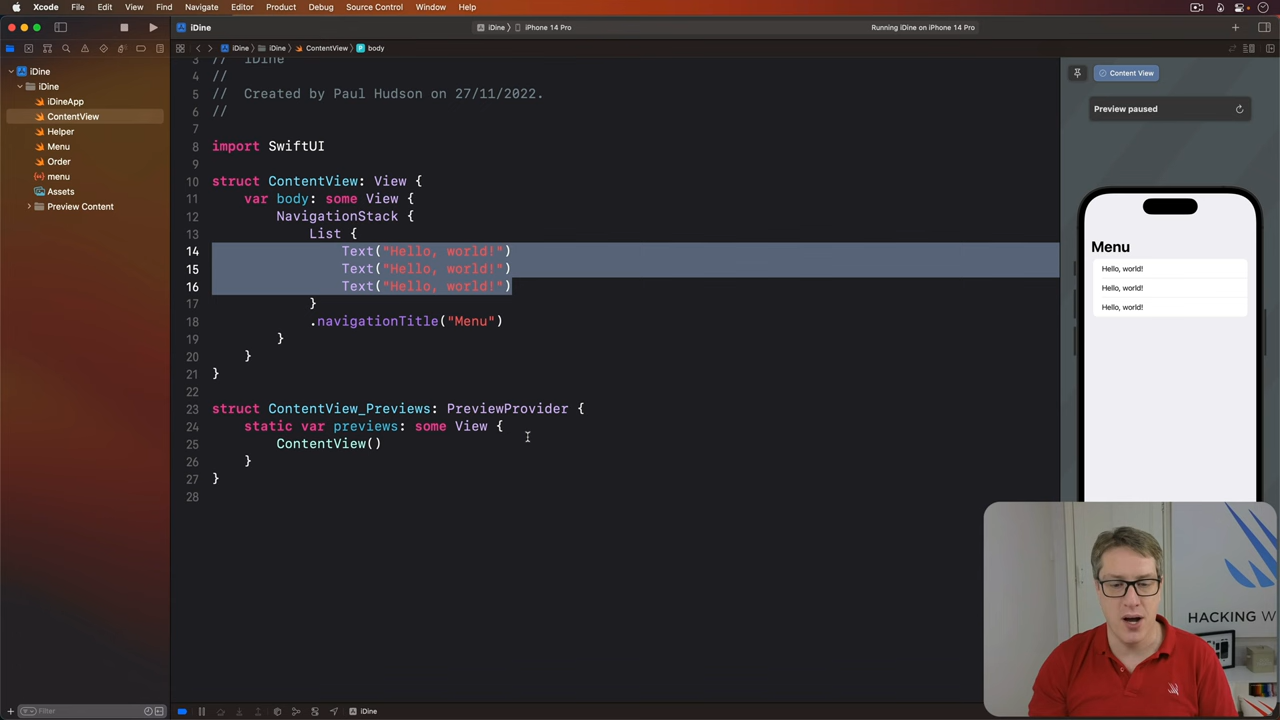 Xcode File Edit View Find Navigate Editor Product Debug Source Control Window Help
iDine
iDine
iPhone 14 Pro
Running iDine on iPhone 14 Pro
iDine
iDine
ContentView
body
iDine
iDine
iDineApp
ContentView
Helper
Menu
Order
menu
Assets
Preview Content
3 // iDine
4 //
5 // Created by Paul Hudson on 27/11/2022.
6 //
7
8 import SwiftUI
9
10 struct ContentView: View {
11 var body: some View {
12 NavigationStack {
13 List {
14 Text("Hello, world!")
15 Text("Hello, world!")
16 Text("Hello, world!")
17 }
18 .navigationTitle("Menu")
19 }
20 }
21 }
22
23 struct ContentView_Previews: PreviewProvider {
24 static var previews: some View {
25 ContentView()
26 }
27 }
28
Content View
Preview paused
Menu
Hello, world!
Hello, world!
Hello, world!
HACKING W
Filter
iDine